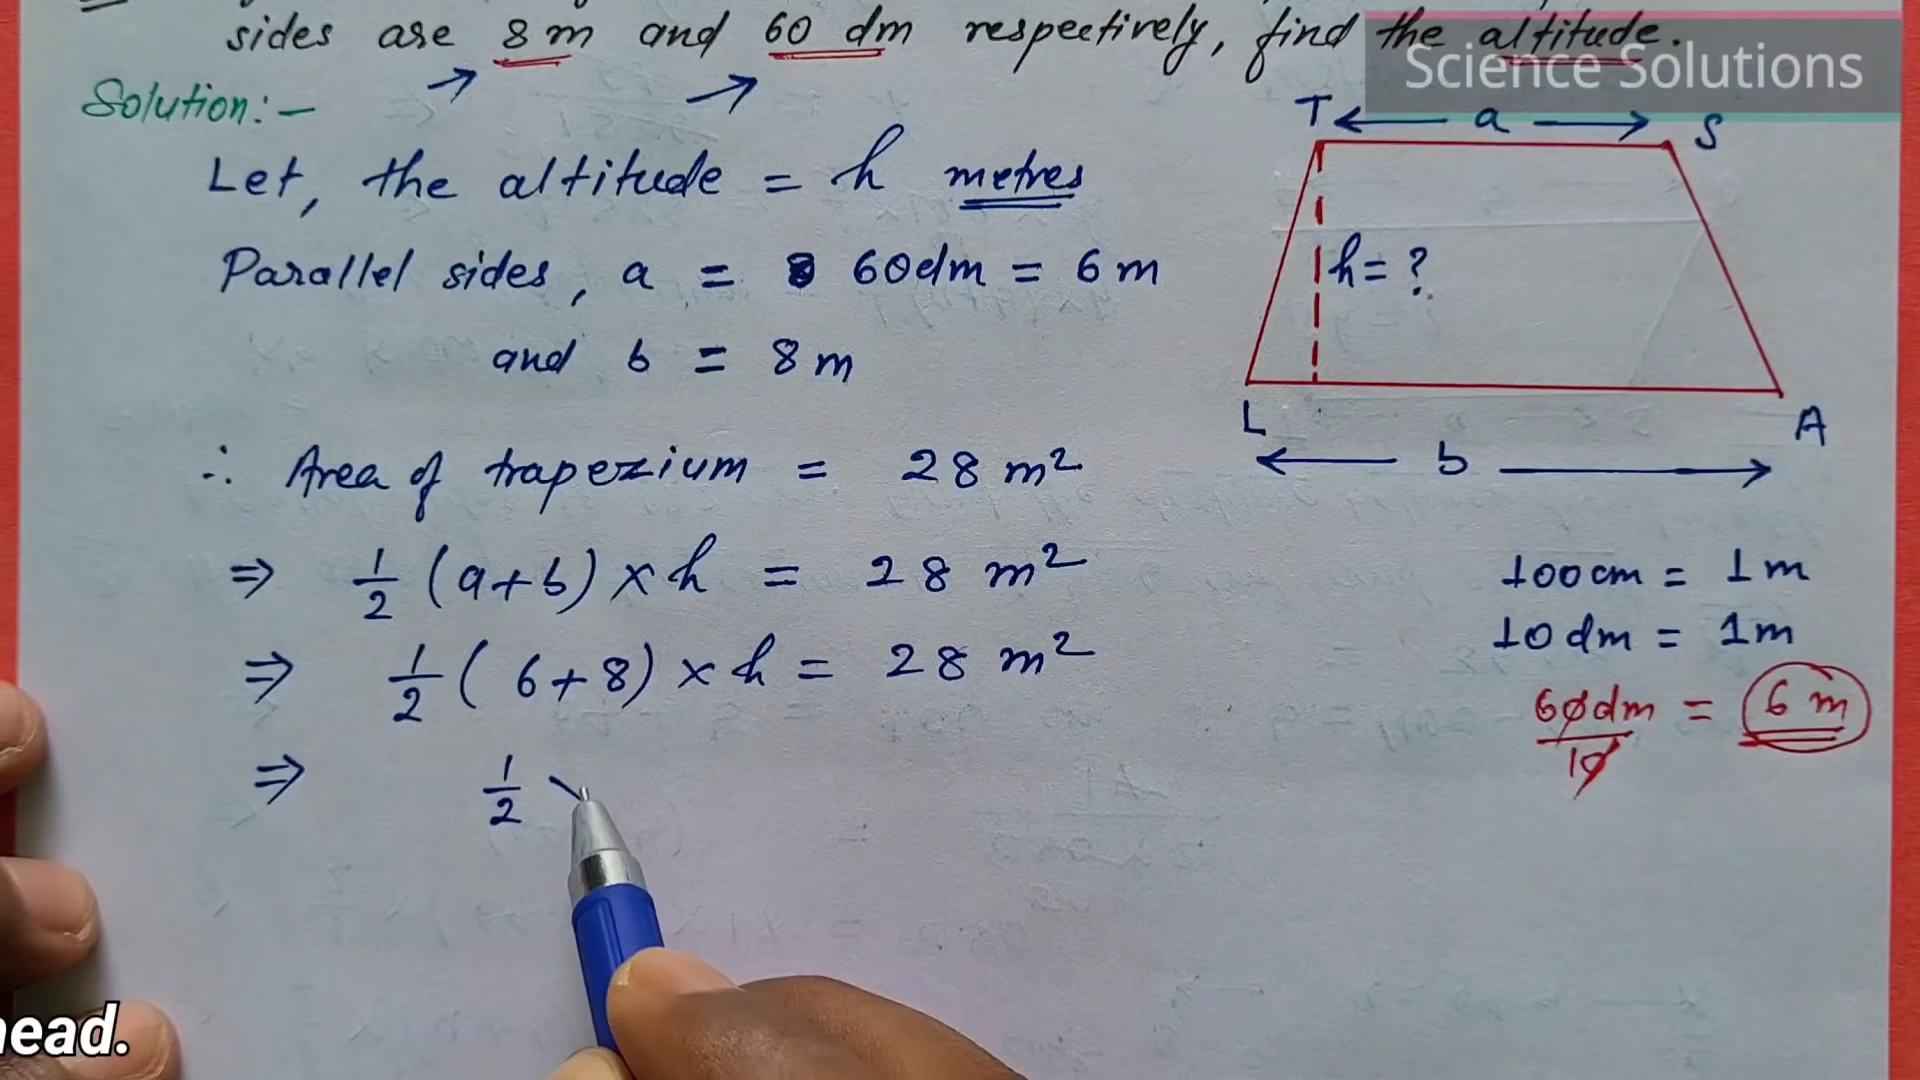 sides are 8 m and 60 dm respectively, find the altitude.
Science Solutions
Solution:-
T a S
Let, the altitude = h metres
Parallel sides, a = 60dm = 6 m
h = ?
and b = 8 m
L A
b
∴ Area of trapezium = 28 m²
⇒ 1/2 (a+b) × h = 28 m²
100 cm = 1 m
10 dm = 1 m
⇒ 1/2 ( 6+8) × h = 28 m²
60dm/10 = 6 m
⇒ 1/2
head.